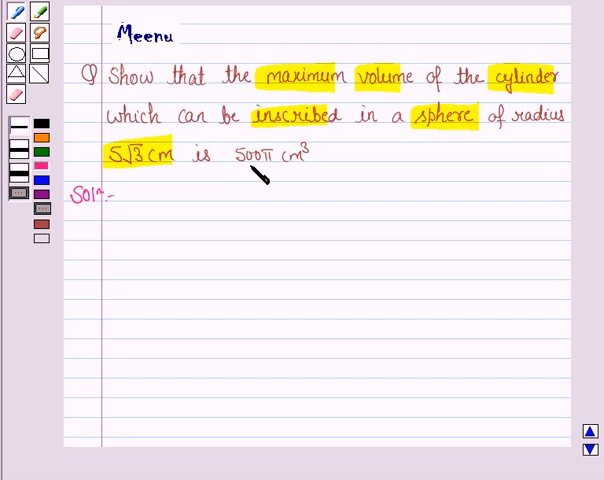 Meenu
Q Show that the maximum volume of the cylinder
which can be inscribed in a sphere of radius
5√3 cm is 500π cm³
Solⁿ:-